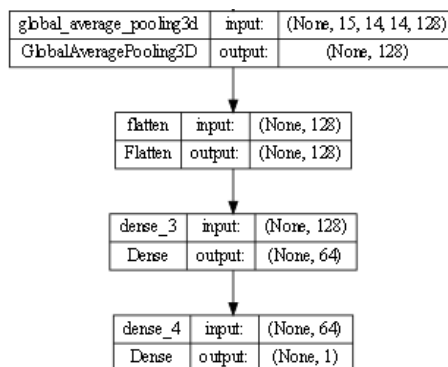 global_average_pooling3d input: (None, 15, 14, 14, 128)
GlobalAveragePooling3D output: (None, 128)
flatten input: (None, 128)
Flatten output: (None, 128)
dense_3 input: (None, 128)
Dense output: (None, 64)
dense_4 input: (None, 64)
Dense output: (None, 1)